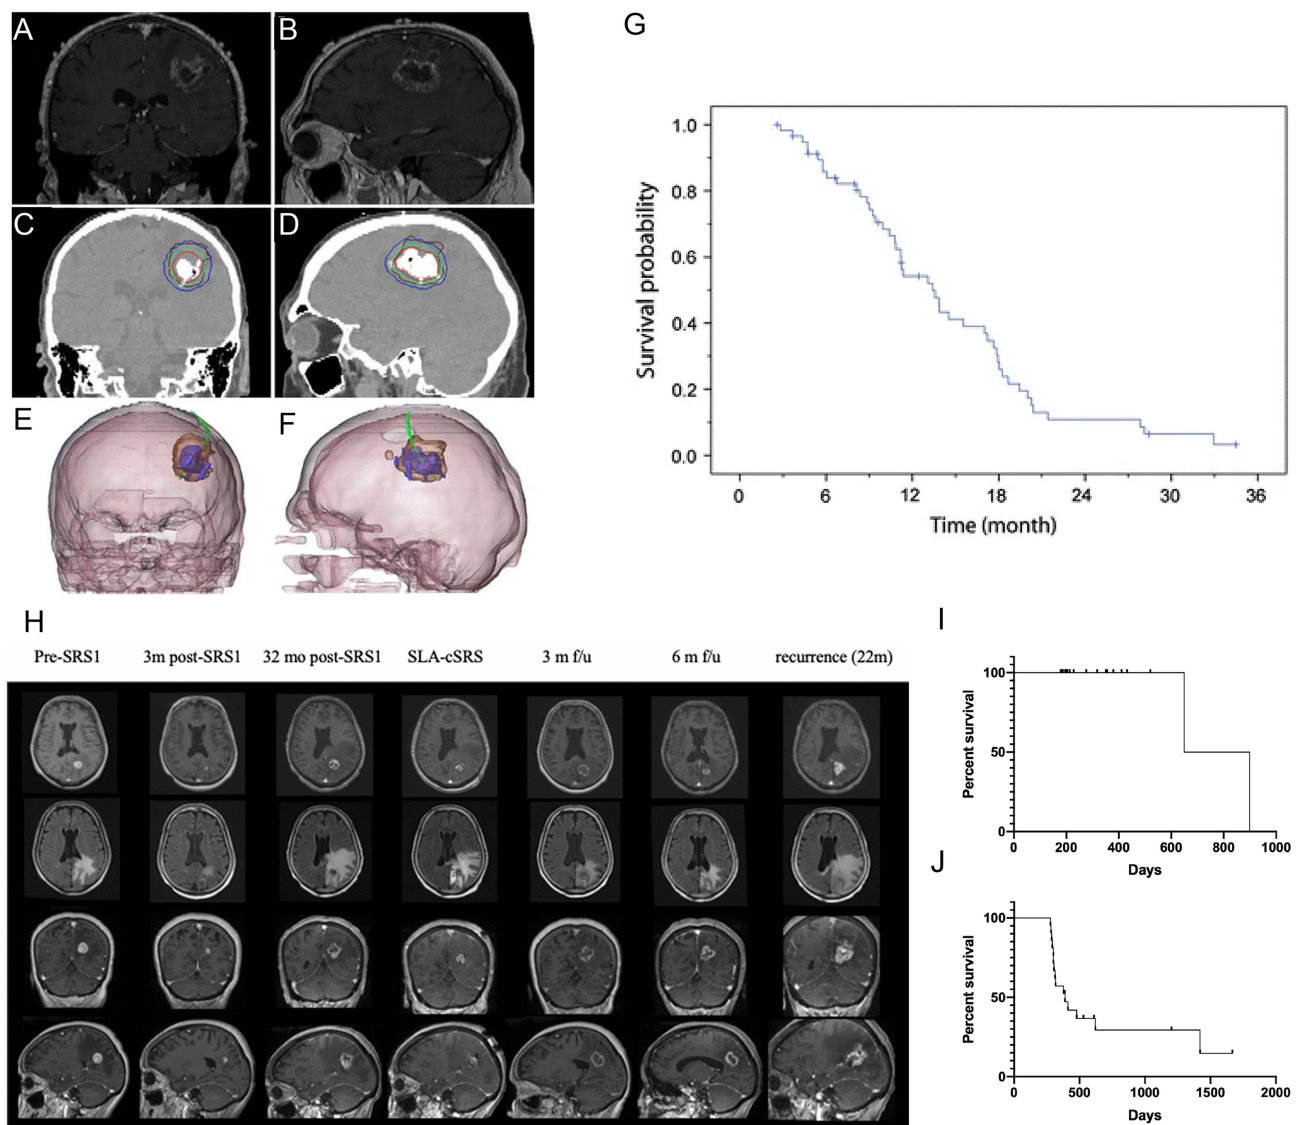 A
B
C
D
E
F
G
Survival probability
1.0
0.8
0.6
0.4
0.2
0.0
0
6
12
18
24
30
36
Time (month)
H
Pre-SRS1
3m post-SRS1
32 mo post-SRS1
SLA-cSRS
3 m f/u
6 m f/u
recurrence (22m)
I
Percent survival
100
50
0
0
200
400
600
800
1000
Days
J
Percent survival
100
50
0
0
500
1000
1500
2000
Days